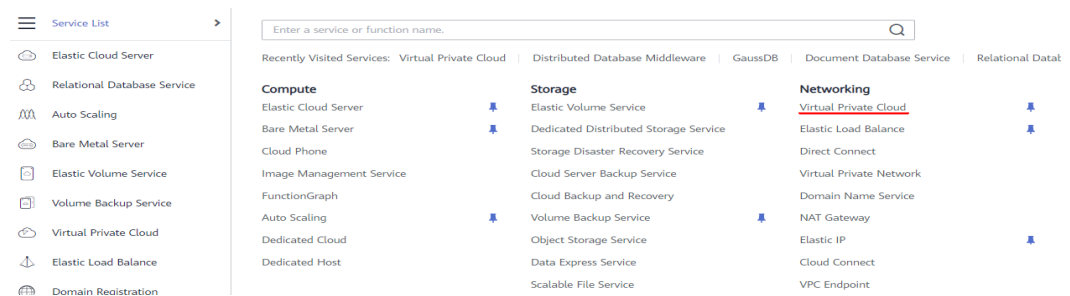 Service List
Elastic Cloud Server
Relational Database Service
Auto Scaling
Bare Metal Server
Elastic Volume Service
Volume Backup Service
Virtual Private Cloud
Elastic Load Balance
Domain Registration
Enter a service or function name.
Recently Visited Services: Virtual Private Cloud | Distributed Database Middleware | GaussDB | Document Database Service | Relational Datab
Compute
Elastic Cloud Server
Bare Metal Server
Cloud Phone
Image Management Service
FunctionGraph
Auto Scaling
Dedicated Cloud
Dedicated Host
Storage
Elastic Volume Service
Dedicated Distributed Storage Service
Storage Disaster Recovery Service
Cloud Server Backup Service
Cloud Backup and Recovery
Volume Backup Service
Object Storage Service
Data Express Service
Scalable File Service
Networking
Virtual Private Cloud
Elastic Load Balance
Direct Connect
Virtual Private Network
Domain Name Service
NAT Gateway
Elastic IP
Cloud Connect
VPC Endpoint